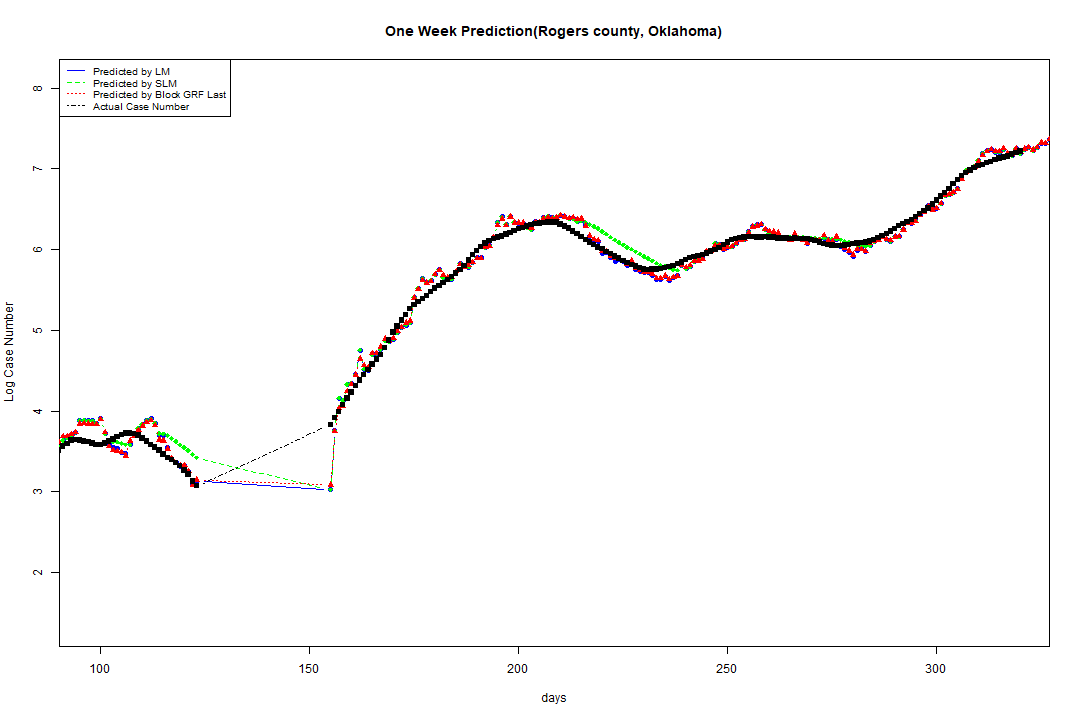 One Week Prediction(Rogers county, Oklahoma)
Predicted by LM
Predicted by SLM
Predicted by Block GRF Last
Actual Case Number
8
7
6
5
4
3
2
Log Case Number
100 150 200 250 300
days